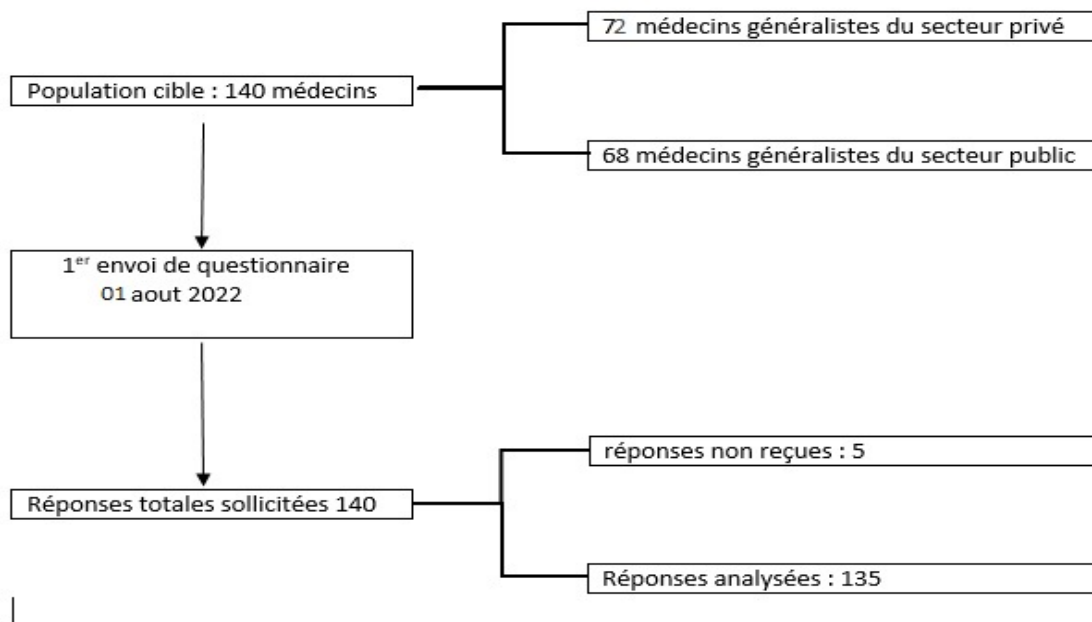 72 médecins généralistes du secteur privé
Population cible : 140 médecins
68 médecins généralistes du secteur public
1er envoi de questionnaire
01 aout 2022
réponses non reçues : 5
Réponses totales sollicitées 140
Réponses analysées : 135